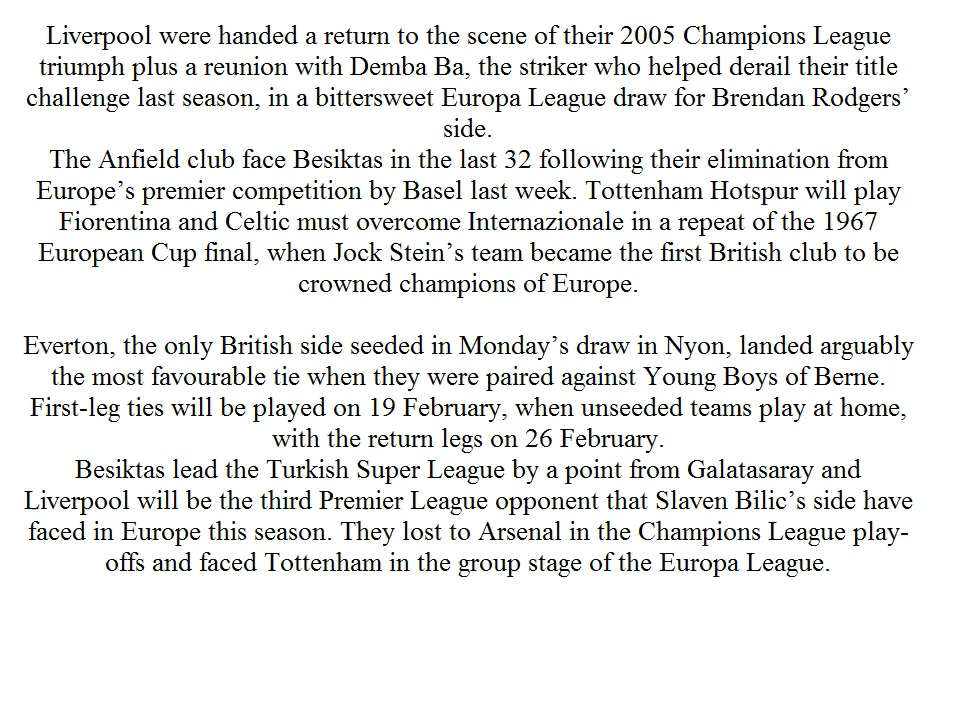 Liverpool were handed a return to the scene of their 2005 Champions League
triumph plus a reunion with Demba Ba, the striker who helped derail their title
challenge last season, in a bittersweet Europa League draw for Brendan Rodgers’
side.
The Anfield club face Besiktas in the last 32 following their elimination from
Europe’s premier competition by Basel last week. Tottenham Hotspur will play
Fiorentina and Celtic must overcome Internazionale in a repeat of the 1967
European Cup final, when Jock Stein’s team became the first British club to be
crowned champions of Europe.
Everton, the only British side seeded in Monday’s draw in Nyon, landed arguably
the most favourable tie when they were paired against Young Boys of Berne.
First-leg ties will be played on 19 February, when unseeded teams play at home,
with the return legs on 26 February.
Besiktas lead the Turkish Super League by a point from Galatasaray and
Liverpool will be the third Premier League opponent that Slaven Bilic’s side have
faced in Europe this season. They lost to Arsenal in the Champions League play-
offs and faced Tottenham in the group stage of the Europa League.